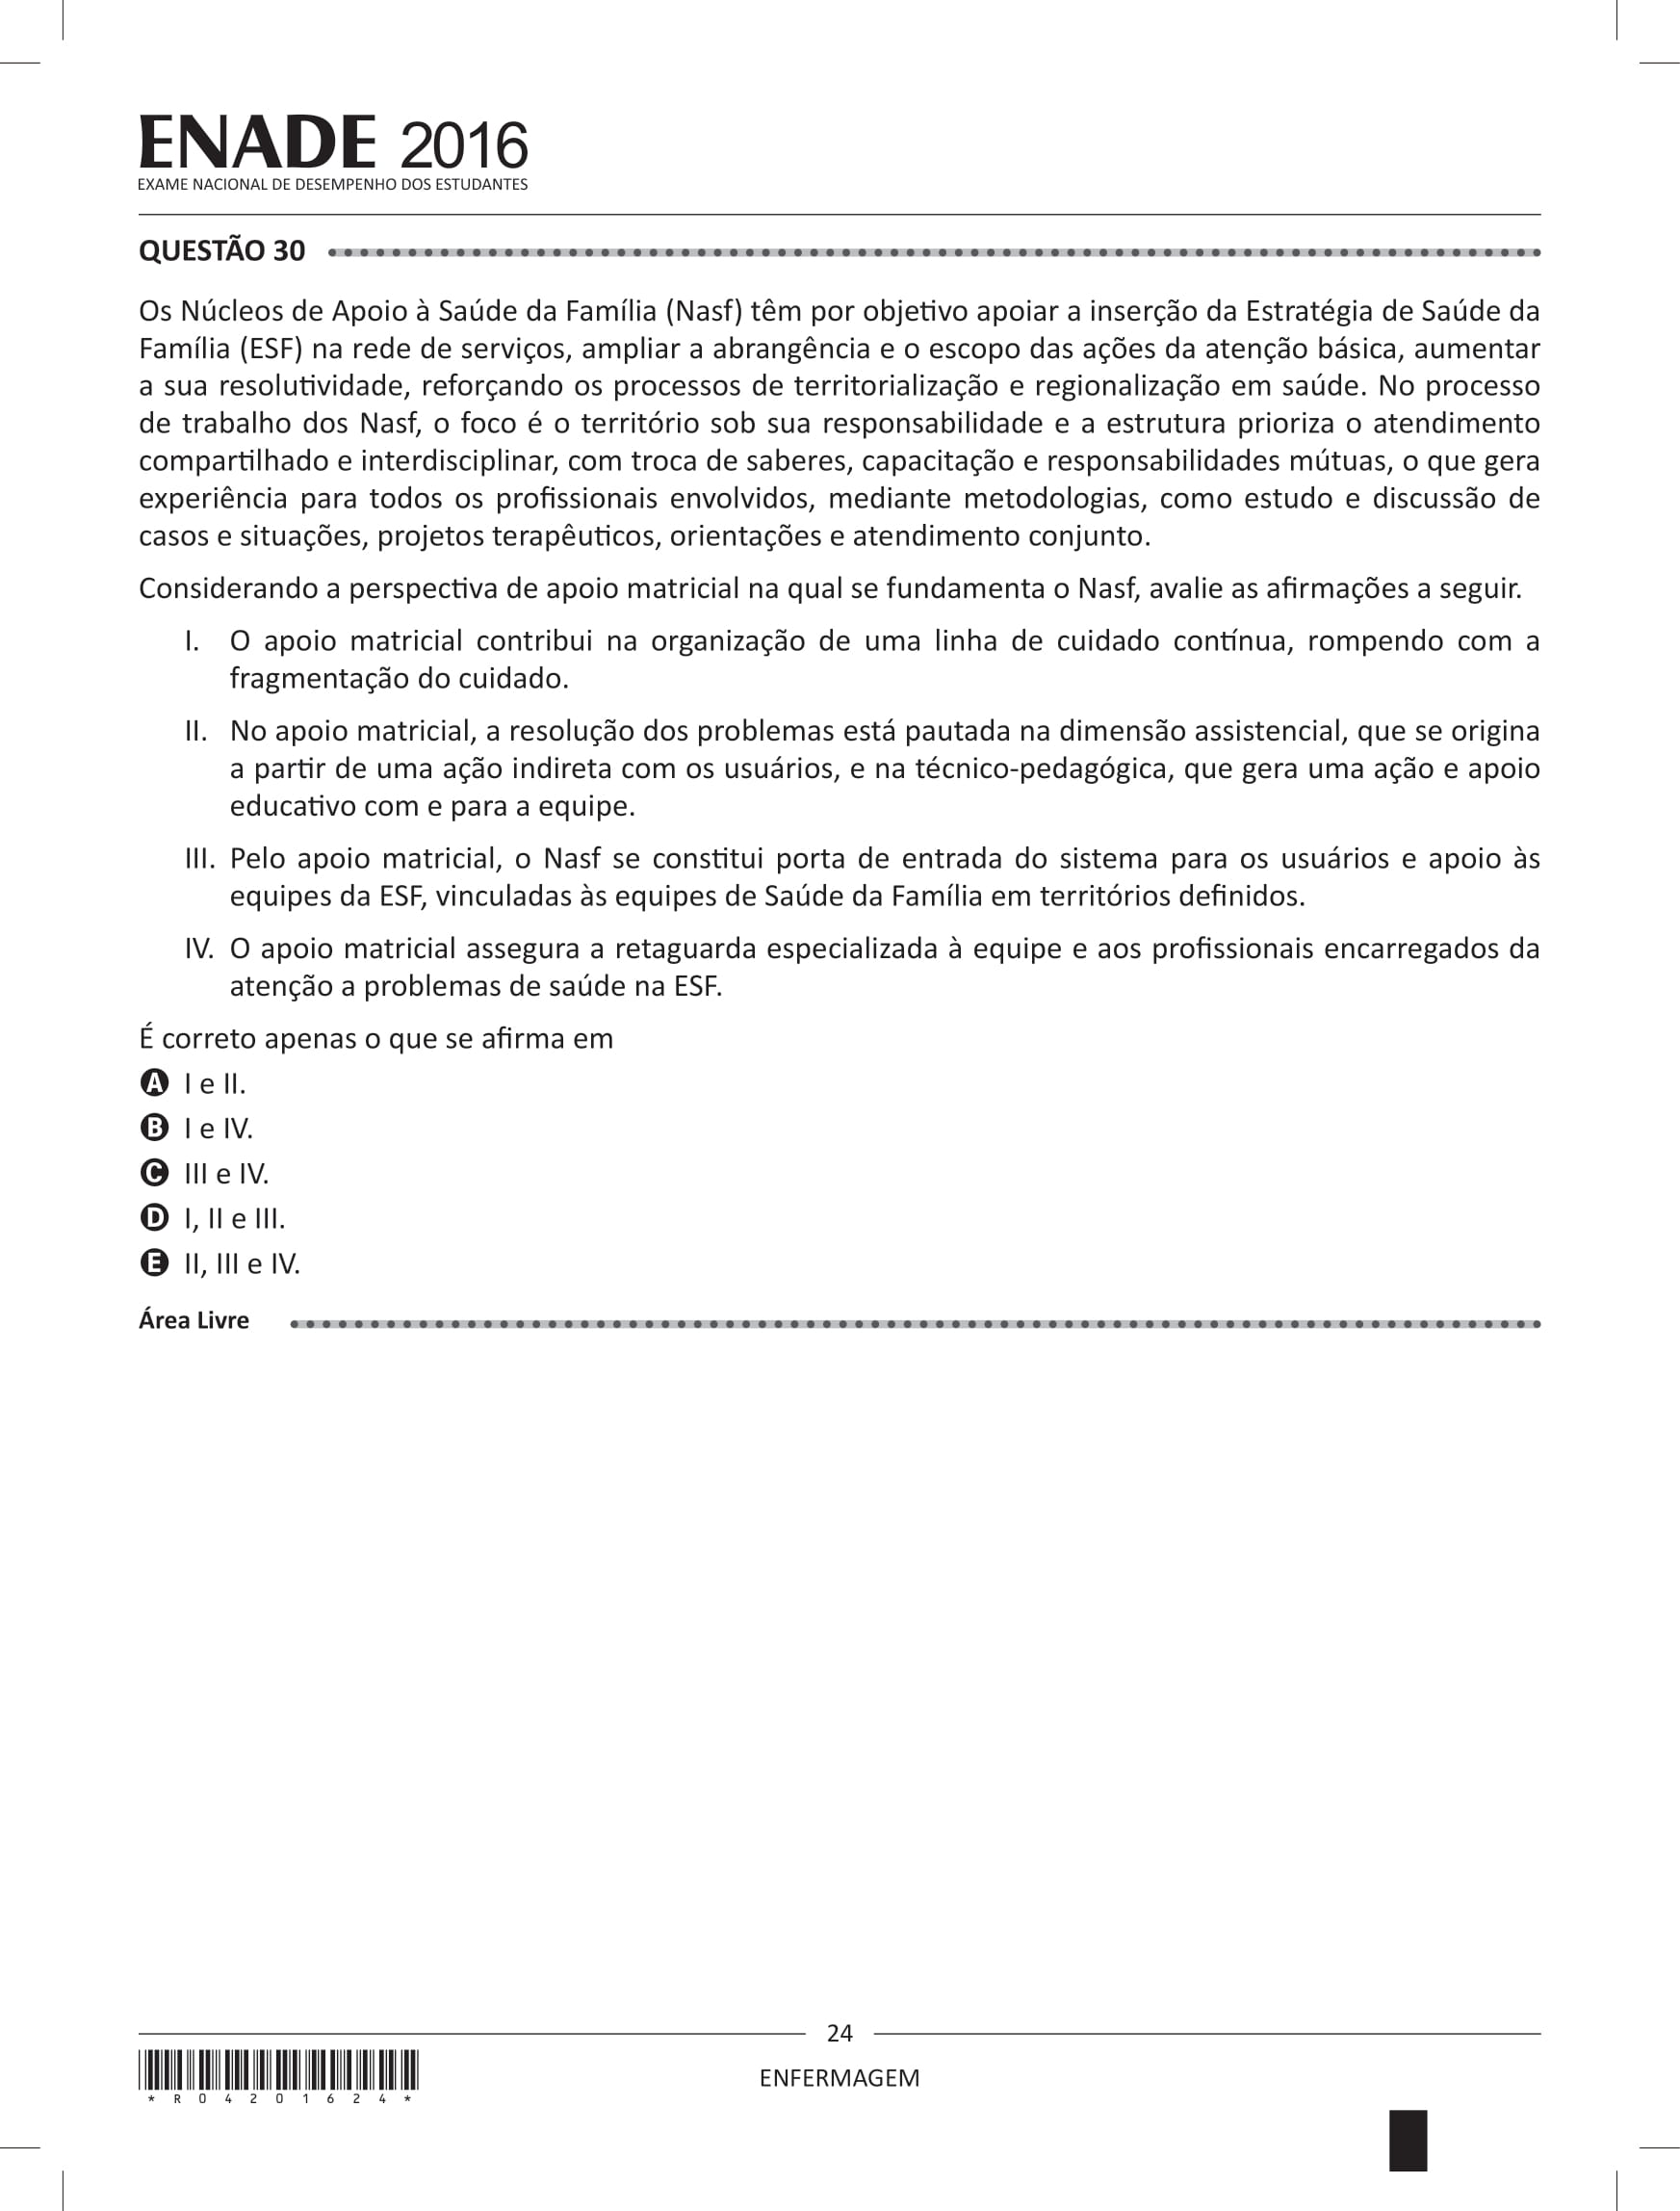 ENADE 2016
EXAME NACIONAL DE DESEMPENHO DOS ESTUDANTES
QUESTÃO 30
Os Núcleos de Apoio à Saúde da Família (Nasf) têm por objetivo apoiar a inserção da Estratégia de Saúde da
Família (ESF) na rede de serviços, ampliar a abrangência e o escopo das ações da atenção básica, aumentar
a sua resolutividade, reforçando os processos de territorialização e regionalização em saúde. No processo
de trabalho dos Nasf, o foco é o território sob sua responsabilidade e a estrutura prioriza o atendimento
compartilhado e interdisciplinar, com troca de saberes, capacitação e responsabilidades mútuas, o que gera
experiência para todos os profissionais envolvidos, mediante metodologias, como estudo e discussão de
casos e situações, projetos terapêuticos, orientações e atendimento conjunto.
Considerando a perspectiva de apoio matricial na qual se fundamenta o Nasf, avalie as afirmações a seguir.
I. O apoio matricial contribui na organização de uma linha de cuidado contínua, rompendo com a
fragmentação do cuidado.
II. No apoio matricial, a resolução dos problemas está pautada na dimensão assistencial, que se origina
a partir de uma ação indireta com os usuários, e na técnico-pedagógica, que gera uma ação e apoio
educativo com e para a equipe.
III. Pelo apoio matricial, o Nasf se constitui porta de entrada do sistema para os usuários e apoio às
equipes da ESF, vinculadas às equipes de Saúde da Família em territórios definidos.
IV. O apoio matricial assegura a retaguarda especializada à equipe e aos profissionais encarregados da
atenção a problemas de saúde na ESF.
É correto apenas o que se afirma em
A I e II.
B I e IV.
C III e IV.
D I, II e III.
E II, III e IV.
Área Livre
24
ENFERMAGEM
* R 0 4 2 0 1 6 2 4 *